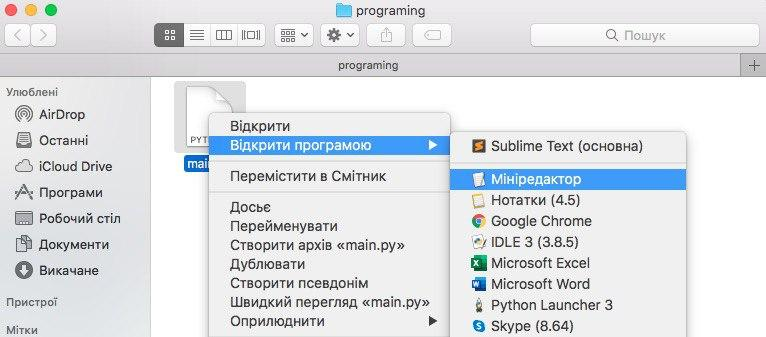 programing
Пошук
programing
Улюблені
AirDrop
Останні
iCloud Drive
Програми
Робочий стіл
Документи
Викачане
Пристрої
Мітки
PYT
mai
Відкрити
Відкрити програмою
Перемістити в Смітник
Досьє
Перейменувати
Створити архів «main.py»
Дублювати
Створити псевдонім
Швидкий перегляд «main.py»
Оприлюднити
Sublime Text (основна)
Мініредактор
Нотатки (4.5)
Google Chrome
IDLE 3 (3.8.5)
Microsoft Excel
Microsoft Word
Python Launcher 3
Skype (8.64)